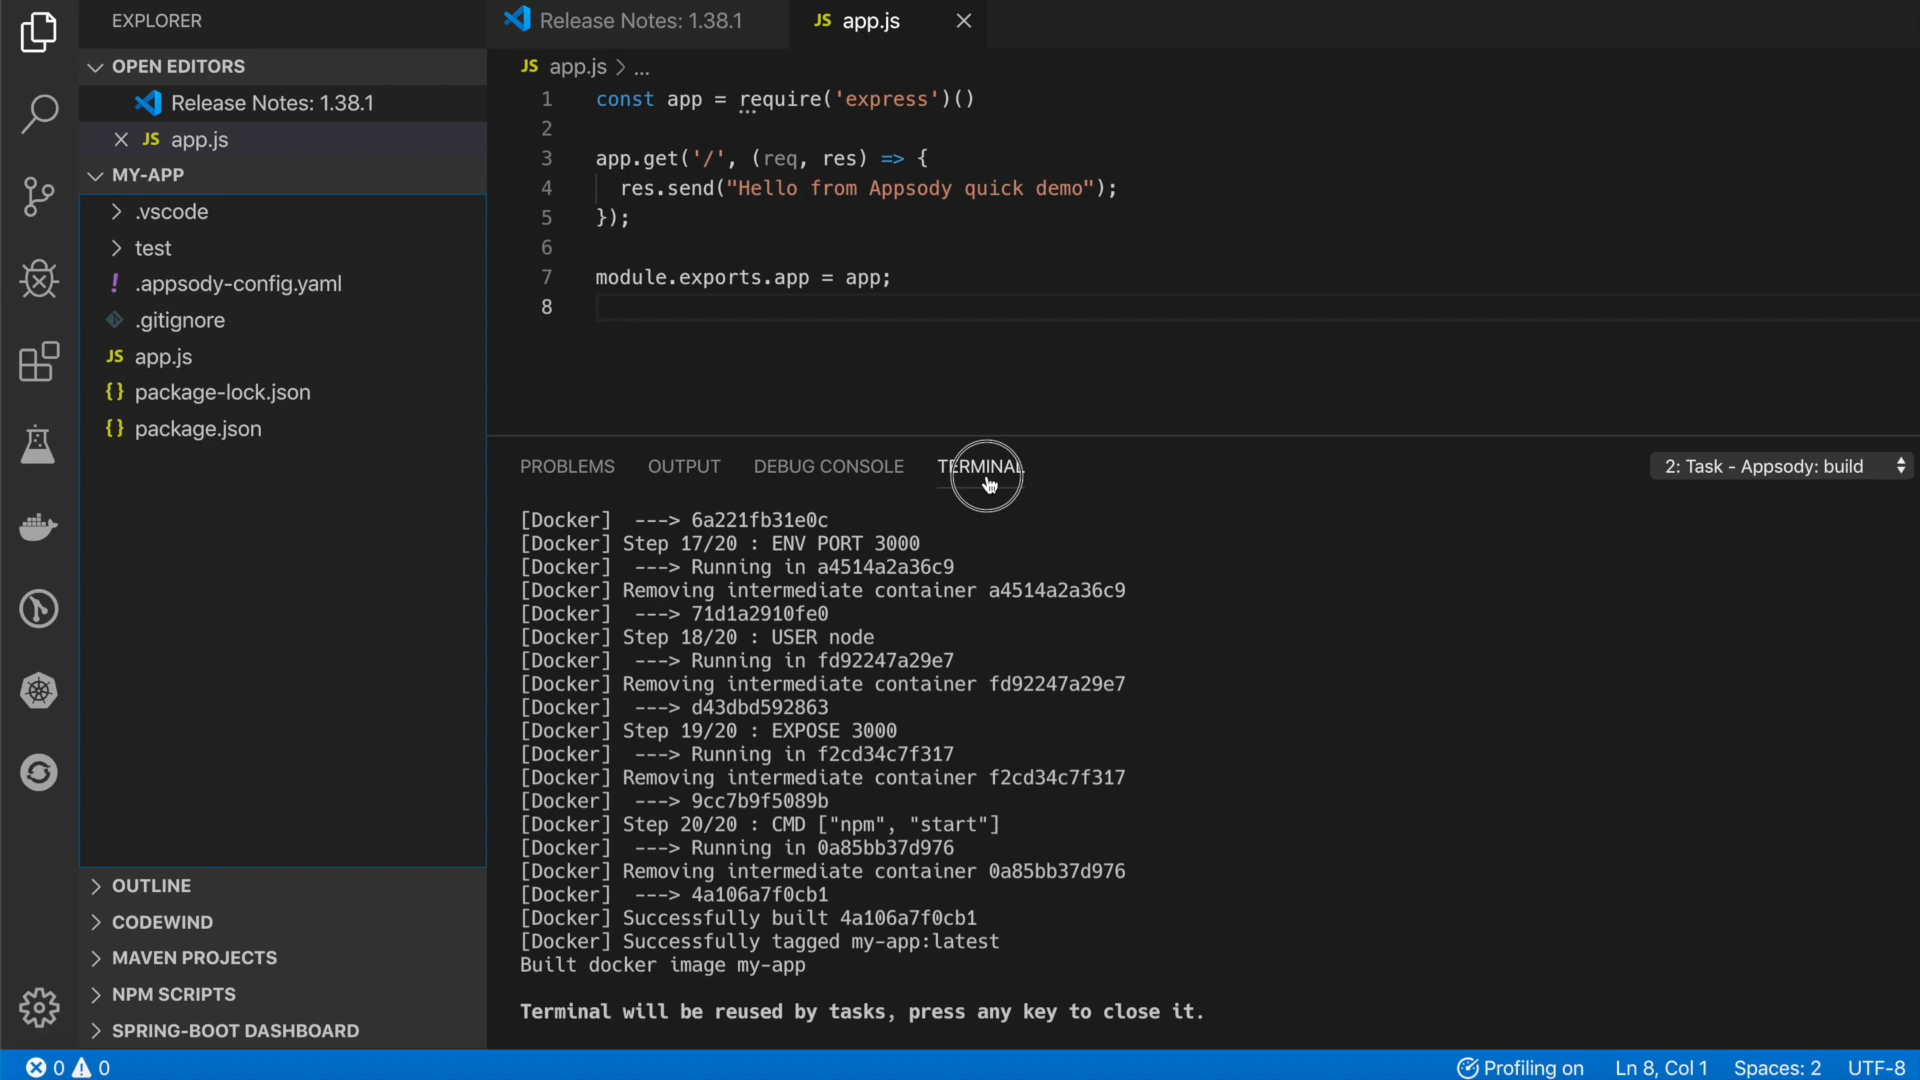 EXPLORER
OPEN EDITORS
Release Notes: 1.38.1
JS app.js
MY-APP
.vscode
test
! .appsody-config.yaml
.gitignore
JS app.js
{} package-lock.json
{} package.json
OUTLINE
CODEWIND
MAVEN PROJECTS
NPM SCRIPTS
SPRING-BOOT DASHBOARD
Release Notes: 1.38.1
JS app.js
JS app.js > ...
1 const app = require('express')()
2
3 app.get('/', (req, res) => {
4 res.send("Hello from Appsody quick demo");
5 });
6
7 module.exports.app = app;
8
PROBLEMS OUTPUT DEBUG CONSOLE TERMINAL
2: Task - Appsody: build
[Docker]  ---> 6a221fb31e0c
[Docker] Step 17/20 : ENV PORT 3000
[Docker]  ---> Running in a4514a2a36c9
[Docker] Removing intermediate container a4514a2a36c9
[Docker]  ---> 71d1a2910fe0
[Docker] Step 18/20 : USER node
[Docker]  ---> Running in fd92247a29e7
[Docker] Removing intermediate container fd92247a29e7
[Docker]  ---> d43dbd592863
[Docker] Step 19/20 : EXPOSE 3000
[Docker]  ---> Running in f2cd34c7f317
[Docker] Removing intermediate container f2cd34c7f317
[Docker]  ---> 9cc7b9f5089b
[Docker] Step 20/20 : CMD ["npm", "start"]
[Docker]  ---> Running in 0a85bb37d976
[Docker] Removing intermediate container 0a85bb37d976
[Docker]  ---> 4a106a7f0cb1
[Docker] Successfully built 4a106a7f0cb1
[Docker] Successfully tagged my-app:latest
Built docker image my-app
Terminal will be reused by tasks, press any key to close it.
0 0
Profiling on Ln 8, Col 1 Spaces: 2 UTF-8